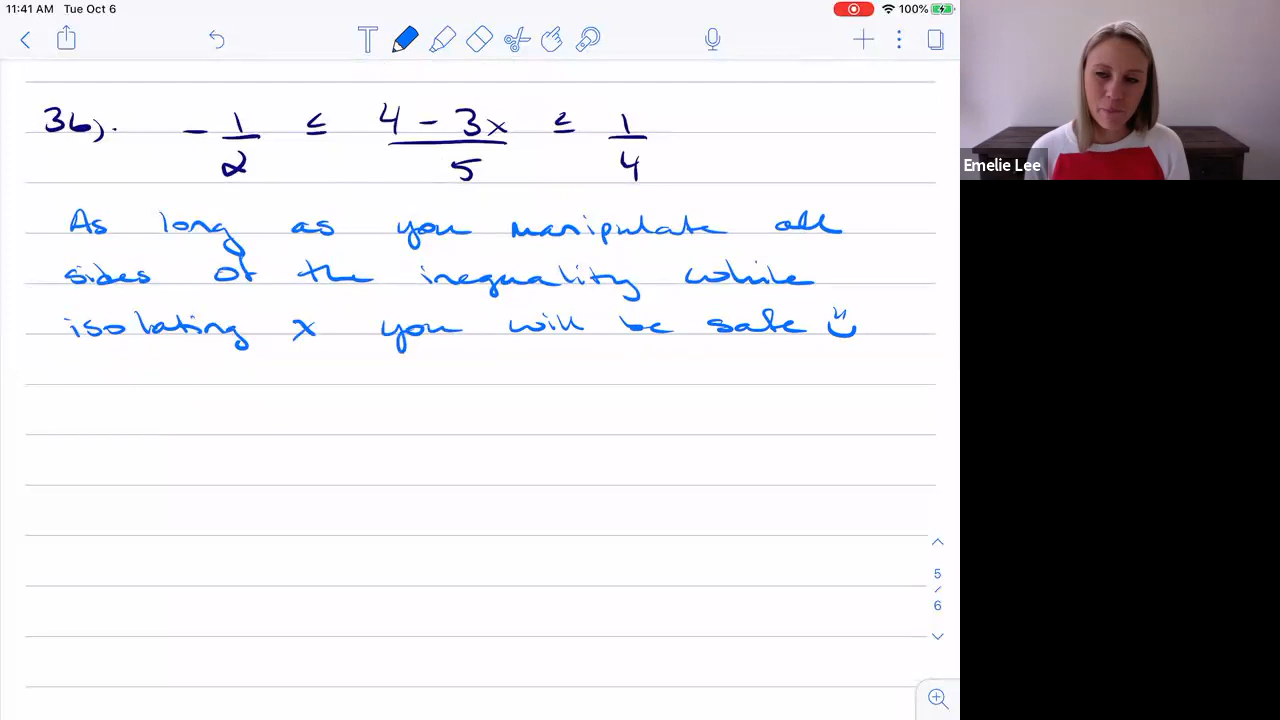 11:41 AM Tue Oct 6
100%
36). - 1/2 ≤ (4 - 3x)/5 ≤ 1/4
As long as you manipulate all
sides of the inequality while
isolating x you will be safe
Emelie Lee
5
6